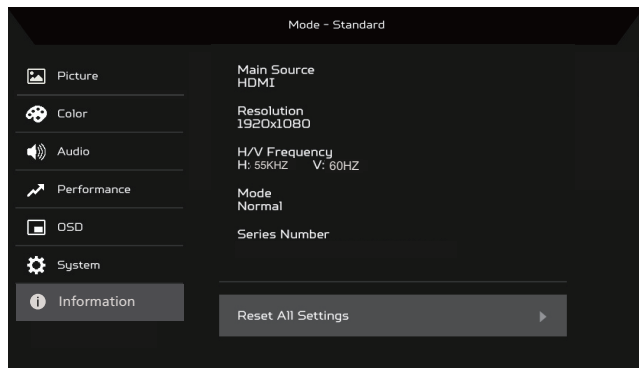 Mode - Standard
Picture
Color
Audio
Performance
OSD
System
Information
Main Source
HDMI
Resolution
1920x1080
H/V Frequency
H: 55KHZ V: 60HZ
Mode
Normal
Series Number
Reset All Settings